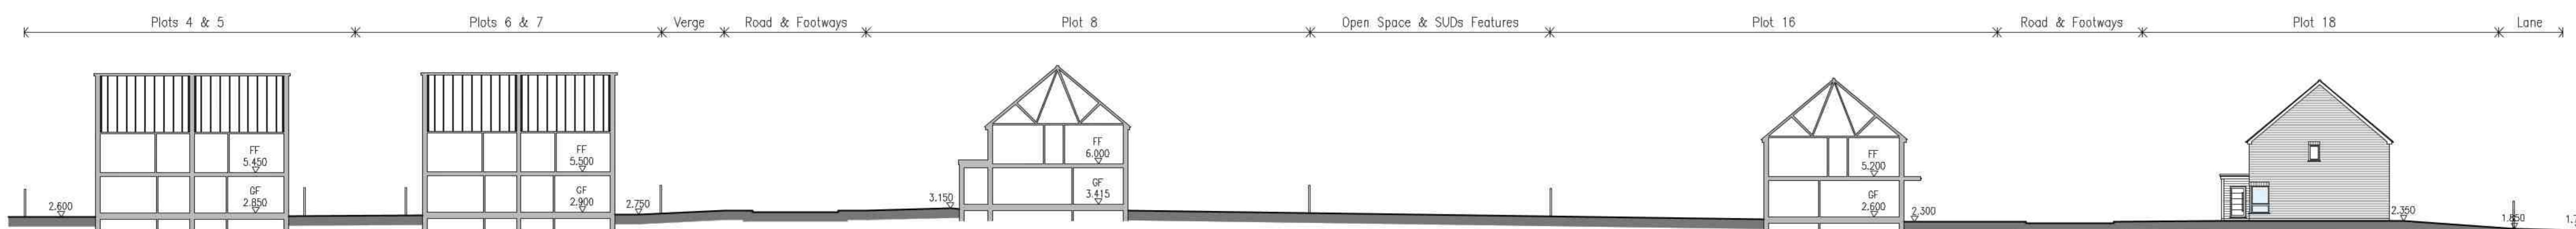 Plots 4 & 5
Plots 6 & 7
Verge
Road & Footways
Plot 8
Open Space & SUDs Features
Plot 16
Road & Footways
Plot 18
Lane
2.600
FF
5.450
GF
2.850
FF
5.500
GF
2.900
2.750
3.150
FF
6.000
GF
3.415
FF
5.200
GF
2.600
2.300
2.350
1.850